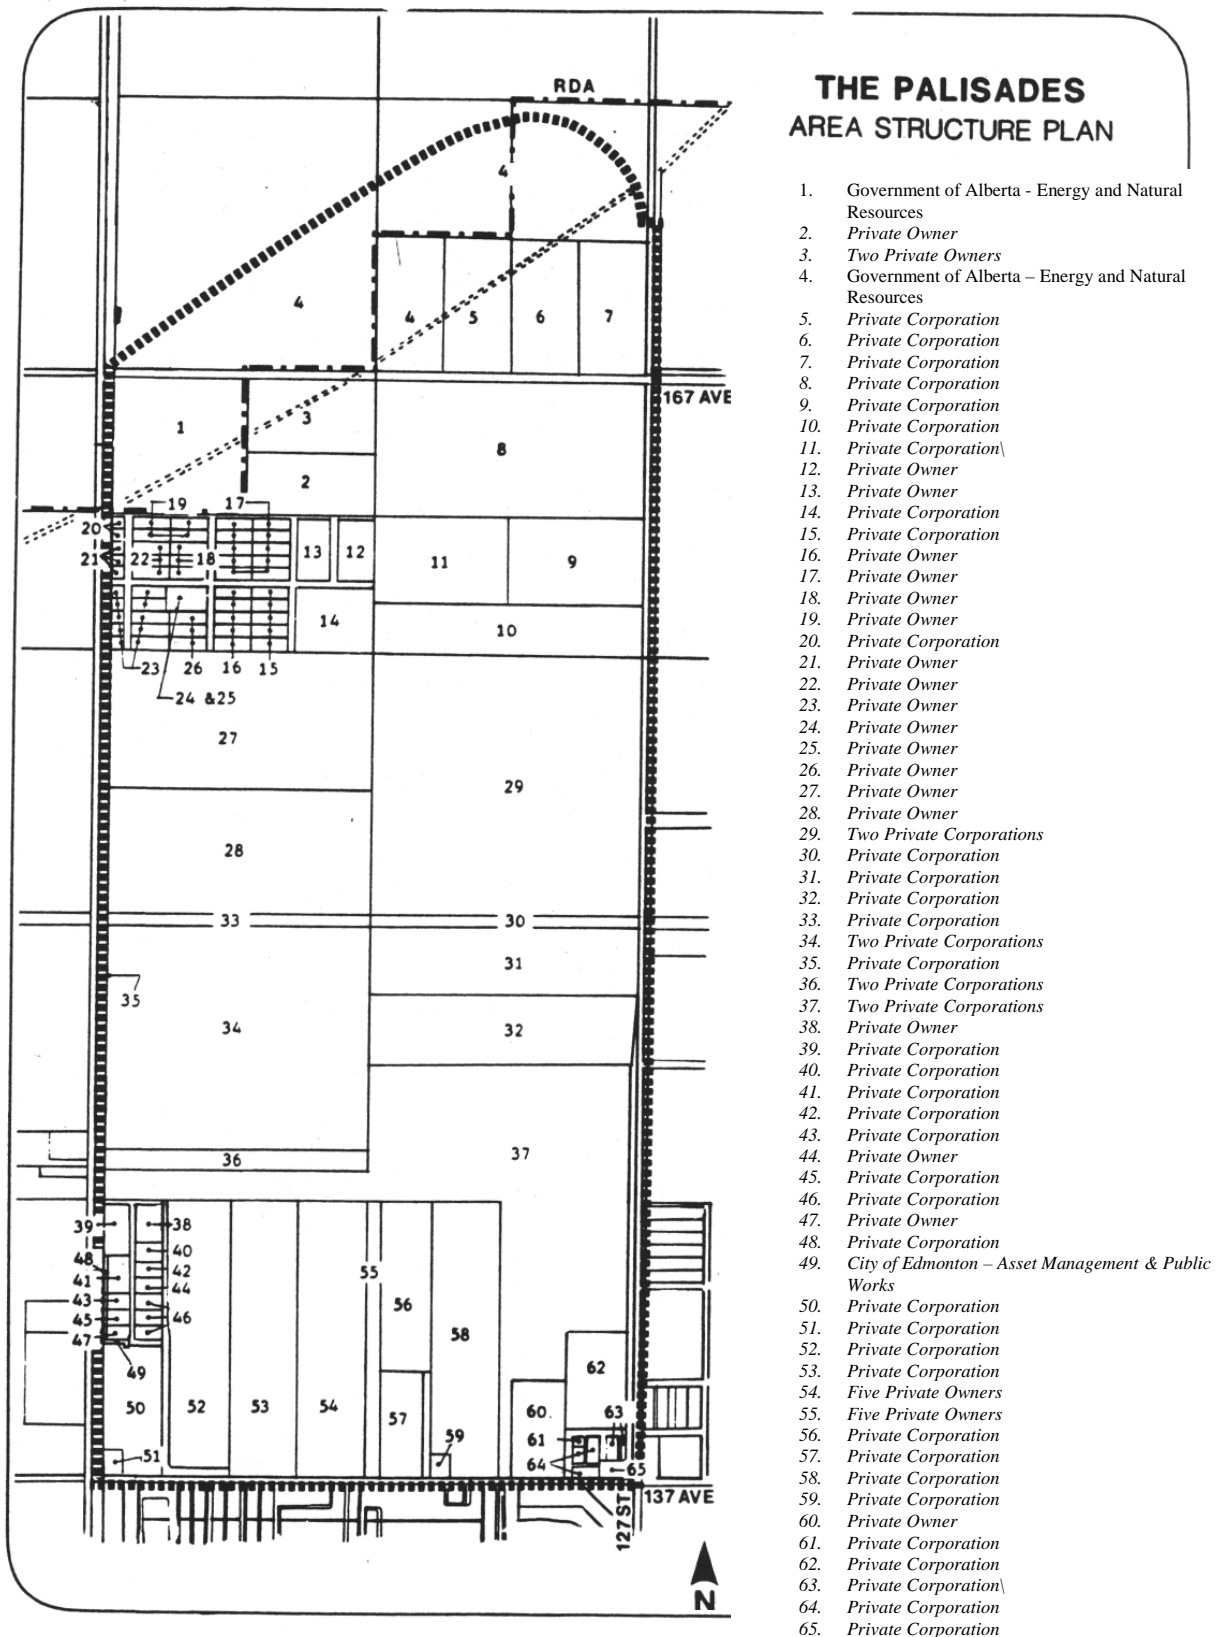 THE PALISADES
AREA STRUCTURE PLAN
1. Government of Alberta - Energy and Natural
Resources
2. Private Owner
3. Two Private Owners
4. Government of Alberta – Energy and Natural
Resources
5. Private Corporation
6. Private Corporation
7. Private Corporation
8. Private Corporation
9. Private Corporation
10. Private Corporation
11. Private Corporation\
12. Private Owner
13. Private Owner
14. Private Corporation
15. Private Corporation
16. Private Owner
17. Private Owner
18. Private Owner
19. Private Owner
20. Private Corporation
21. Private Owner
22. Private Owner
23. Private Owner
24. Private Owner
25. Private Owner
26. Private Owner
27. Private Owner
28. Private Owner
29. Two Private Corporations
30. Private Corporation
31. Private Corporation
32. Private Corporation
33. Private Corporation
34. Two Private Corporations
35. Private Corporation
36. Two Private Corporations
37. Two Private Corporations
38. Private Owner
39. Private Corporation
40. Private Corporation
41. Private Corporation
42. Private Corporation
43. Private Corporation
44. Private Owner
45. Private Corporation
46. Private Corporation
47. Private Owner
48. Private Corporation
49. City of Edmonton – Asset Management & Public
Works
50. Private Corporation
51. Private Corporation
52. Private Corporation
53. Private Corporation
54. Five Private Owners
55. Five Private Owners
56. Private Corporation
57. Private Corporation
58. Private Corporation
59. Private Corporation
60. Private Owner
61. Private Corporation
62. Private Corporation
63. Private Corporation\
64. Private Corporation
65. Private Corporation
RDA
4
4
4
5
6
7
167 AVE
1
3
8
2
19
17
20
21
22
18
13
12
11
9
14
10
23
26
16
15
24 &25
27
29
28
33
30
31
35
34
32
36
37
39
38
48
40
41
42
43
44
45
46
47
49
55
56
58
62
50
52
53
54
57
60
63
59
61
51
64
65
137 AVE
127 ST
N